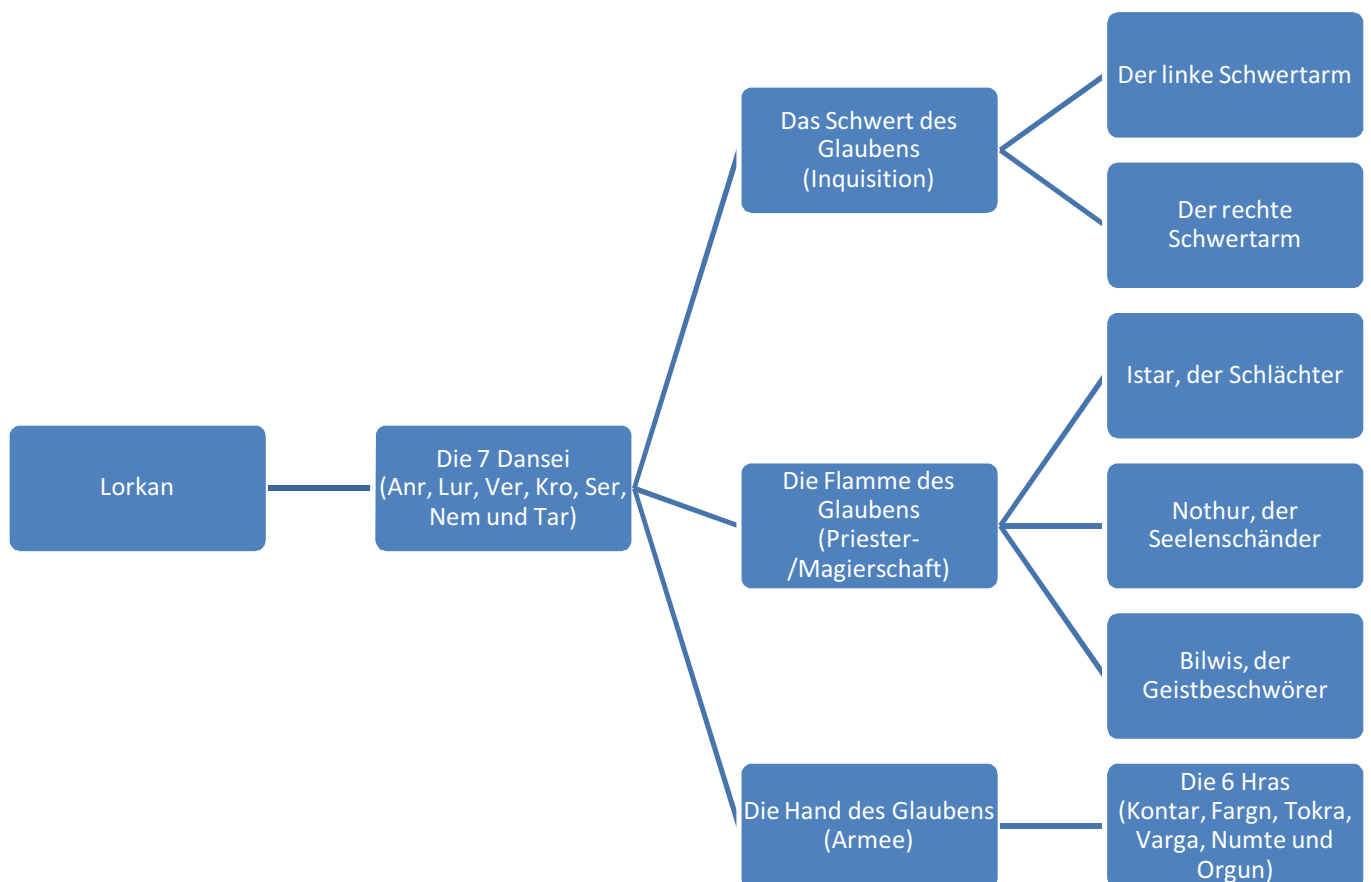 Lorkan
Die 7 Dansei
(Anr, Lur, Ver, Kro, Ser,
Nem und Tar)
Das Schwert des
Glaubens
(Inquisition)
Der linke Schwertarm
Der rechte
Schwertarm
Die Flamme des
Glaubens
(Priester-
/Magierschaft)
Istar, der Schlächter
Nothur, der
Seelenschänder
Bilwis, der
Geistbeschwörer
Die Hand des Glaubens
(Armee)
Die 6 Hras
(Kontar, Fargn, Tokra,
Varga, Numte und
Orgun)